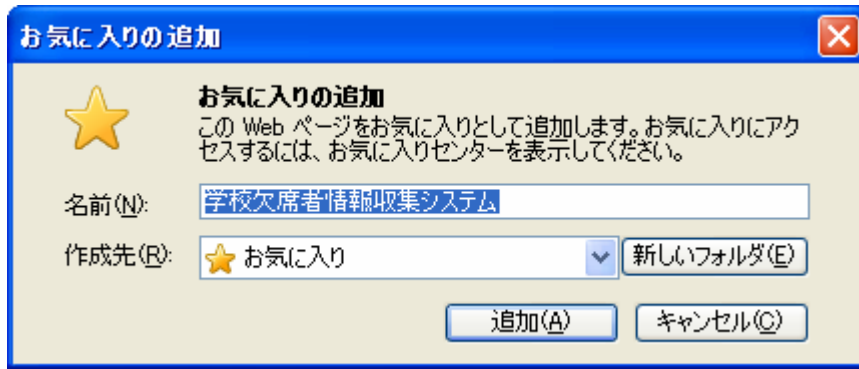 お気に入りの追加
お気に入りの追加
この Web ページをお気に入りとして追加します。お気に入りにアク
セスするには、お気に入りセンターを表示してください。
名前(N): 学校欠席者情報収集システム
作成先(R): お気に入り 新しいフォルダ(E)
追加(A) キャンセル(C)